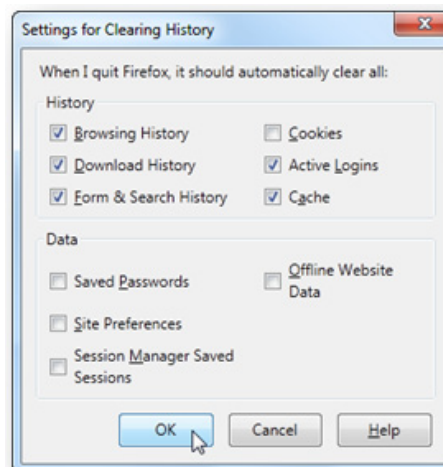 Settings for Clearing History
When I quit Firefox, it should automatically clear all:
History
Browsing History
Cookies
Download History
Active Logins
Form & Search History
Cache
Data
Saved Passwords
Offline Website
Data
Site Preferences
Session Manager Saved
Sessions
OK
Cancel
Help